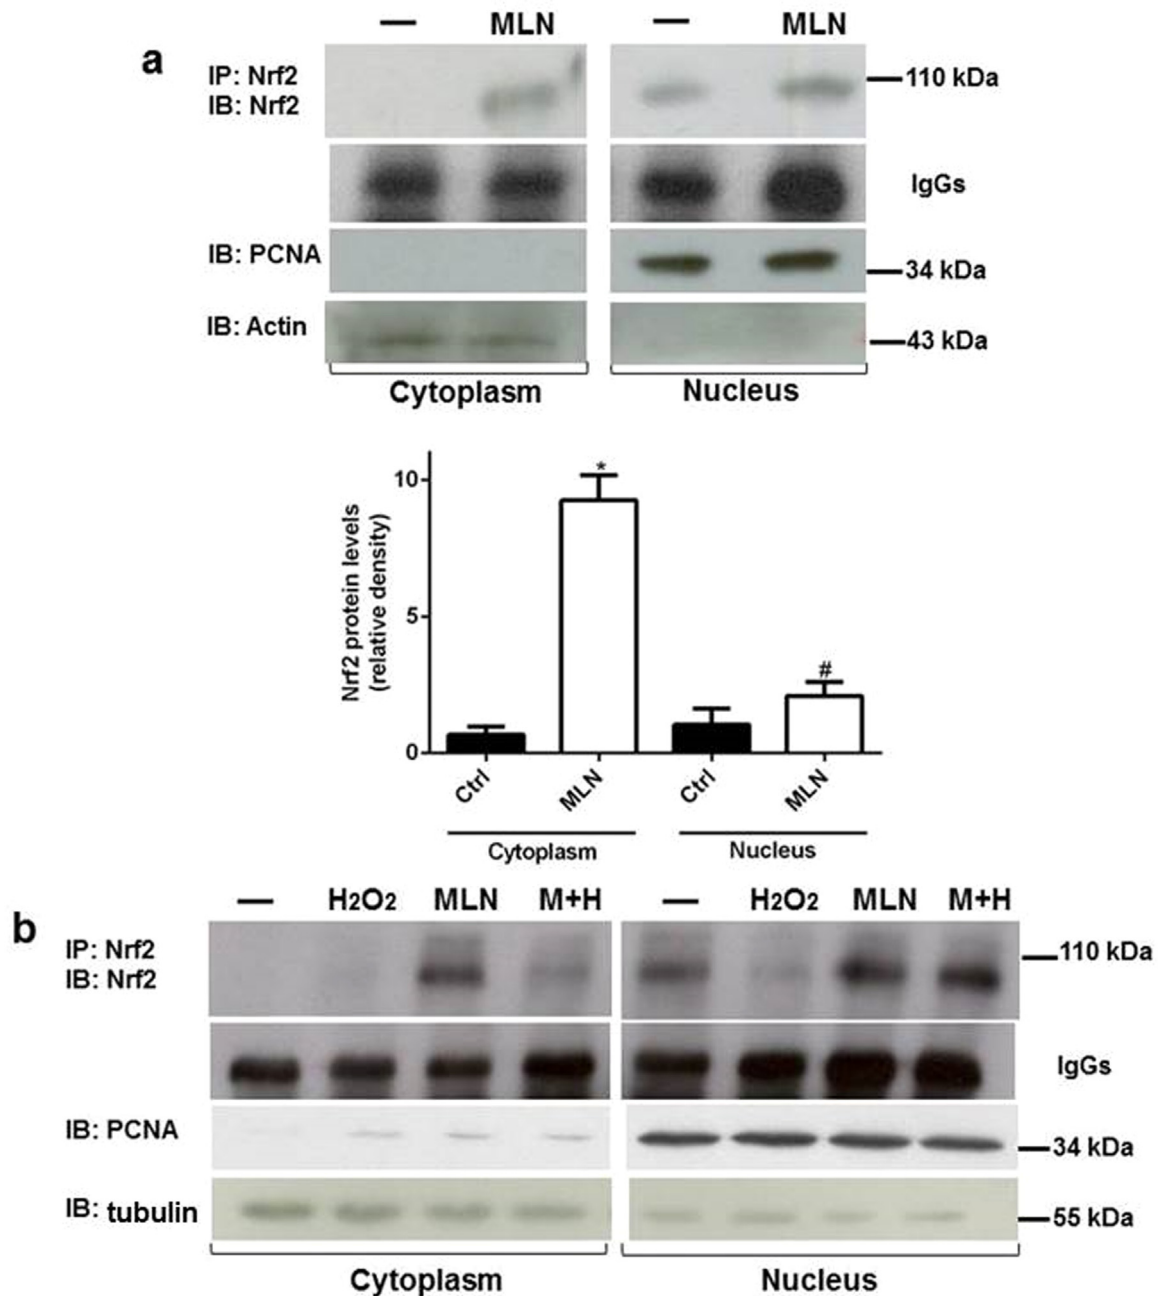 — MLN — MLN
a
IP: Nrf2
IB: Nrf2
110 kDa
IgGs
IB: PCNA
34 kDa
IB: Actin
43 kDa
Cytoplasm Nucleus
Nrf2 protein levels
(relative density)
10
5
0
*
#
Ctrl MLN Ctrl MLN
Cytoplasm Nucleus
b
— H2O2 MLN M+H — H2O2 MLN M+H
IP: Nrf2
IB: Nrf2
110 kDa
IgGs
IB: PCNA
34 kDa
IB: tubulin
55 kDa
Cytoplasm Nucleus